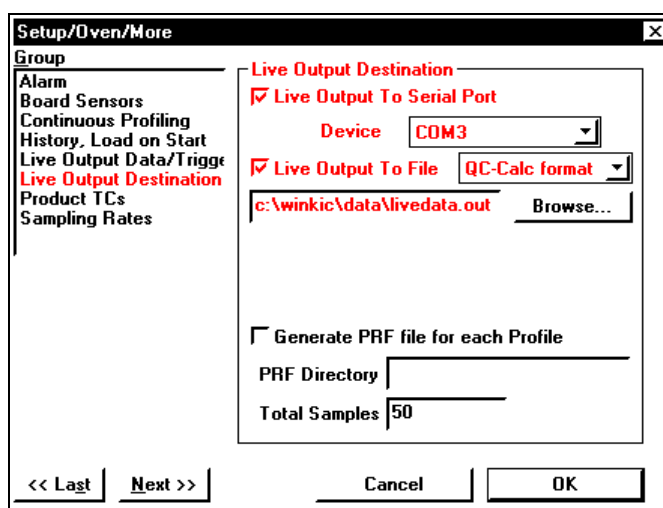 Setup/Oven/More
Group
Alarm
Board Sensors
Continuous Profiling
History, Load on Start
Live Output Data/Trigge
Live Output Destination
Product TCs
Sampling Rates
Live Output Destination
Live Output To Serial Port
Device COM3
Live Output To File QC-Calc format
c:\winkic\data\livedata.out Browse...
Generate PRF file for each Profile
PRF Directory
Total Samples 50
<< Last Next >> Cancel OK